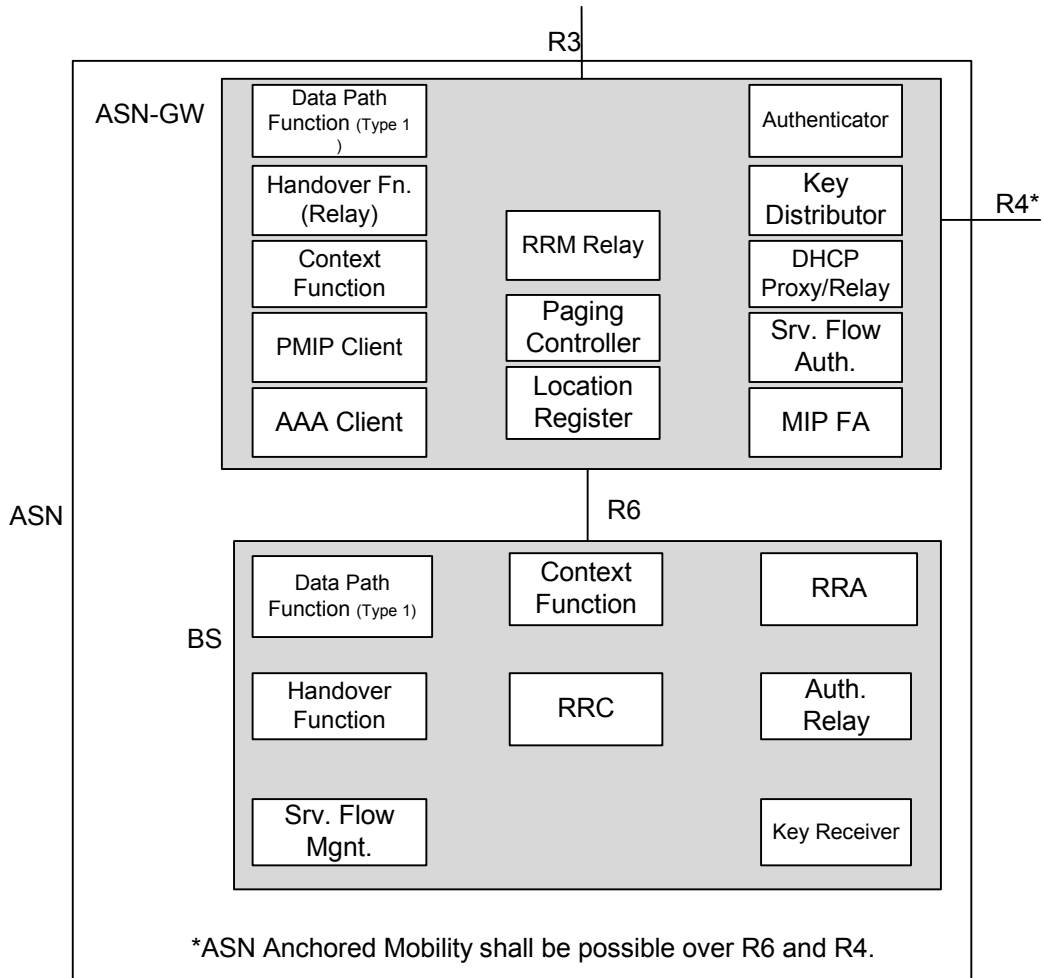 R3
ASN-GW
Data Path
Function (Type 1
)
Handover Fn.
(Relay)
Context
Function
PMIP Client
AAA Client
RRM Relay
Paging
Controller
Location
Register
Authenticator
Key
Distributor
DHCP
Proxy/Relay
Srv. Flow
Auth.
MIP FA
R4*
ASN
R6
BS
Data Path
Function (Type 1)
Context
Function
RRA
Handover
Function
RRC
Auth.
Relay
Srv. Flow
Mgnt.
Key Receiver
*ASN Anchored Mobility shall be possible over R6 and R4.